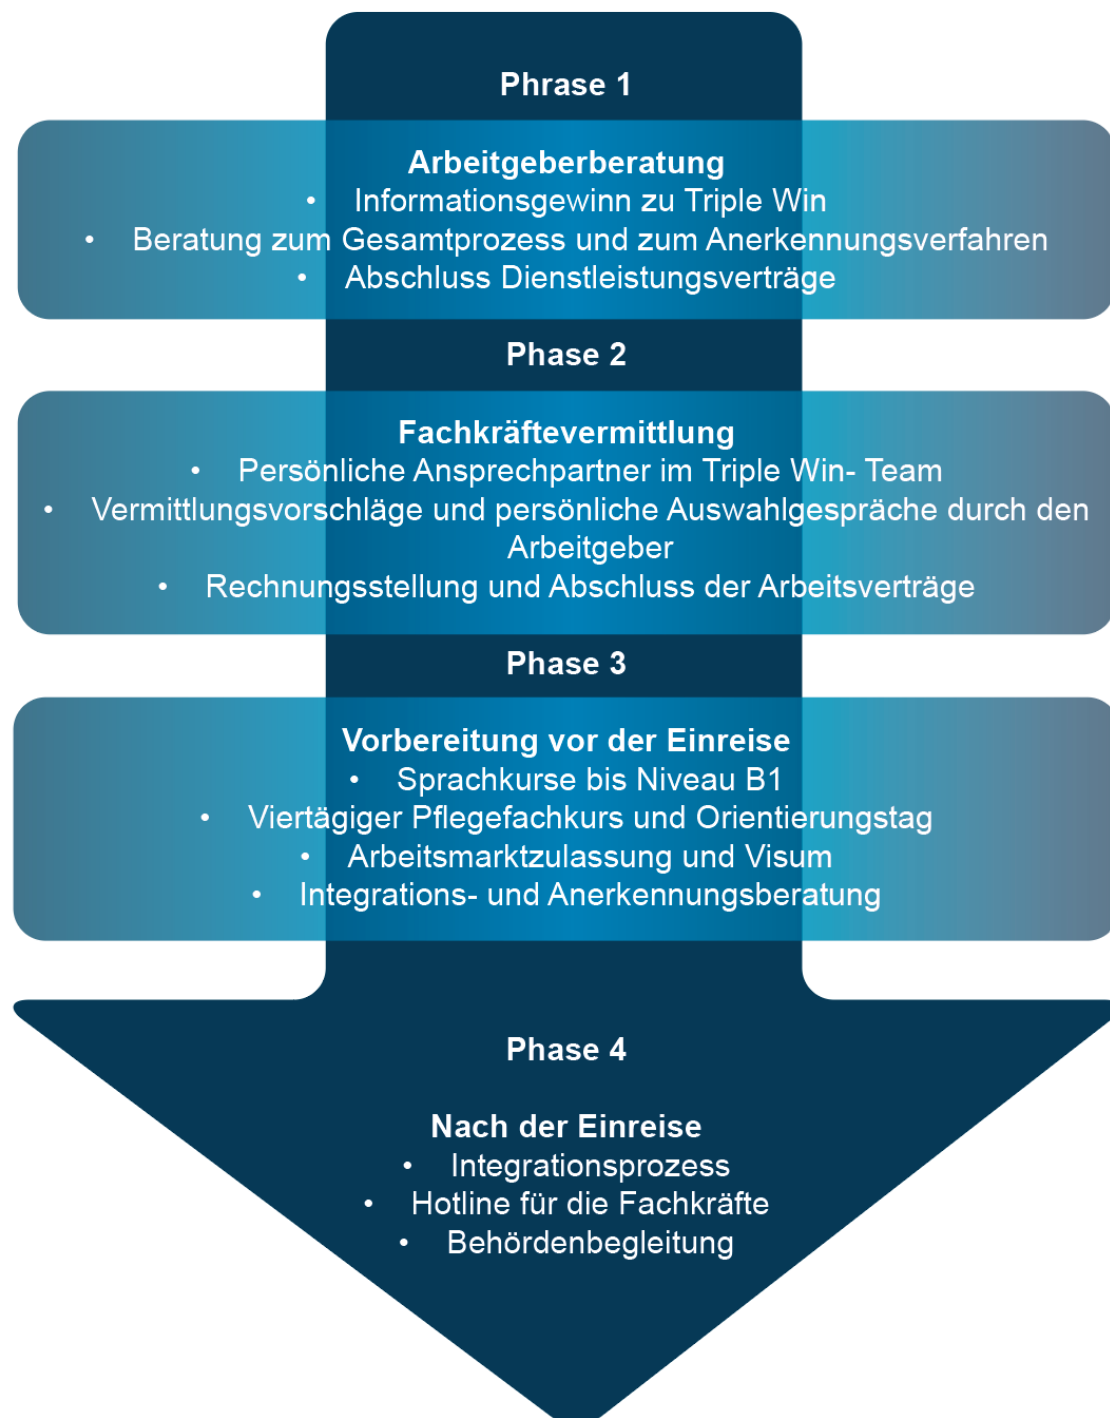 Phrase 1
Arbeitgeberberatung
• Informationsgewinn zu Triple Win
• Beratung zum Gesamtprozess und zum Anerkennungsverfahren
• Abschluss Dienstleistungsverträge
Phase 2
Fachkräftevermittlung
• Persönliche Ansprechpartner im Triple Win- Team
• Vermittlungsvorschläge und persönliche Auswahlgespräche durch den
Arbeitgeber
• Rechnungsstellung und Abschluss der Arbeitsverträge
Phase 3
Vorbereitung vor der Einreise
• Sprachkurse bis Niveau B1
• Viertägiger Pflegefachkurs und Orientierungstag
• Arbeitsmarktzulassung und Visum
• Integrations- und Anerkennungsberatung
Phase 4
Nach der Einreise
• Integrationsprozess
• Hotline für die Fachkräfte
• Behördenbegleitung